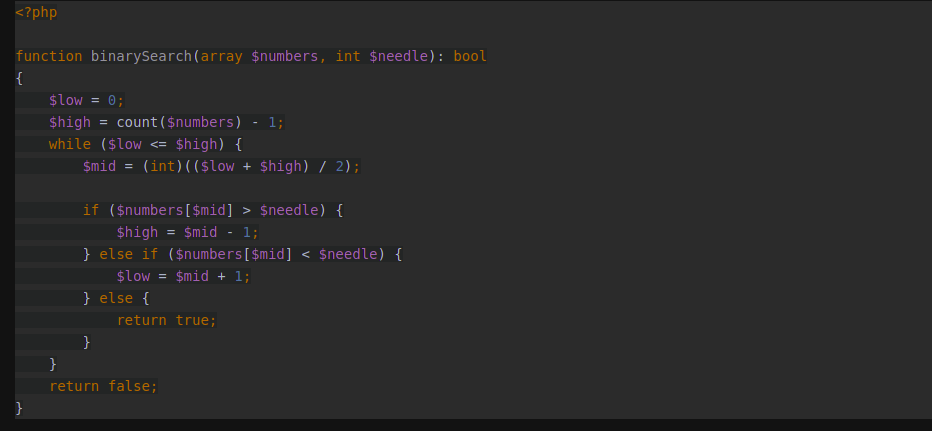 <?php

function binarySearch(array $numbers, int $needle): bool
{
    $low = 0;
    $high = count($numbers) - 1;
    while ($low <= $high) {
        $mid = (int)(($low + $high) / 2);

        if ($numbers[$mid] > $needle) {
            $high = $mid - 1;
        } else if ($numbers[$mid] < $needle) {
            $low = $mid + 1;
        } else {
            return true;
        }
    }
    return false;
}